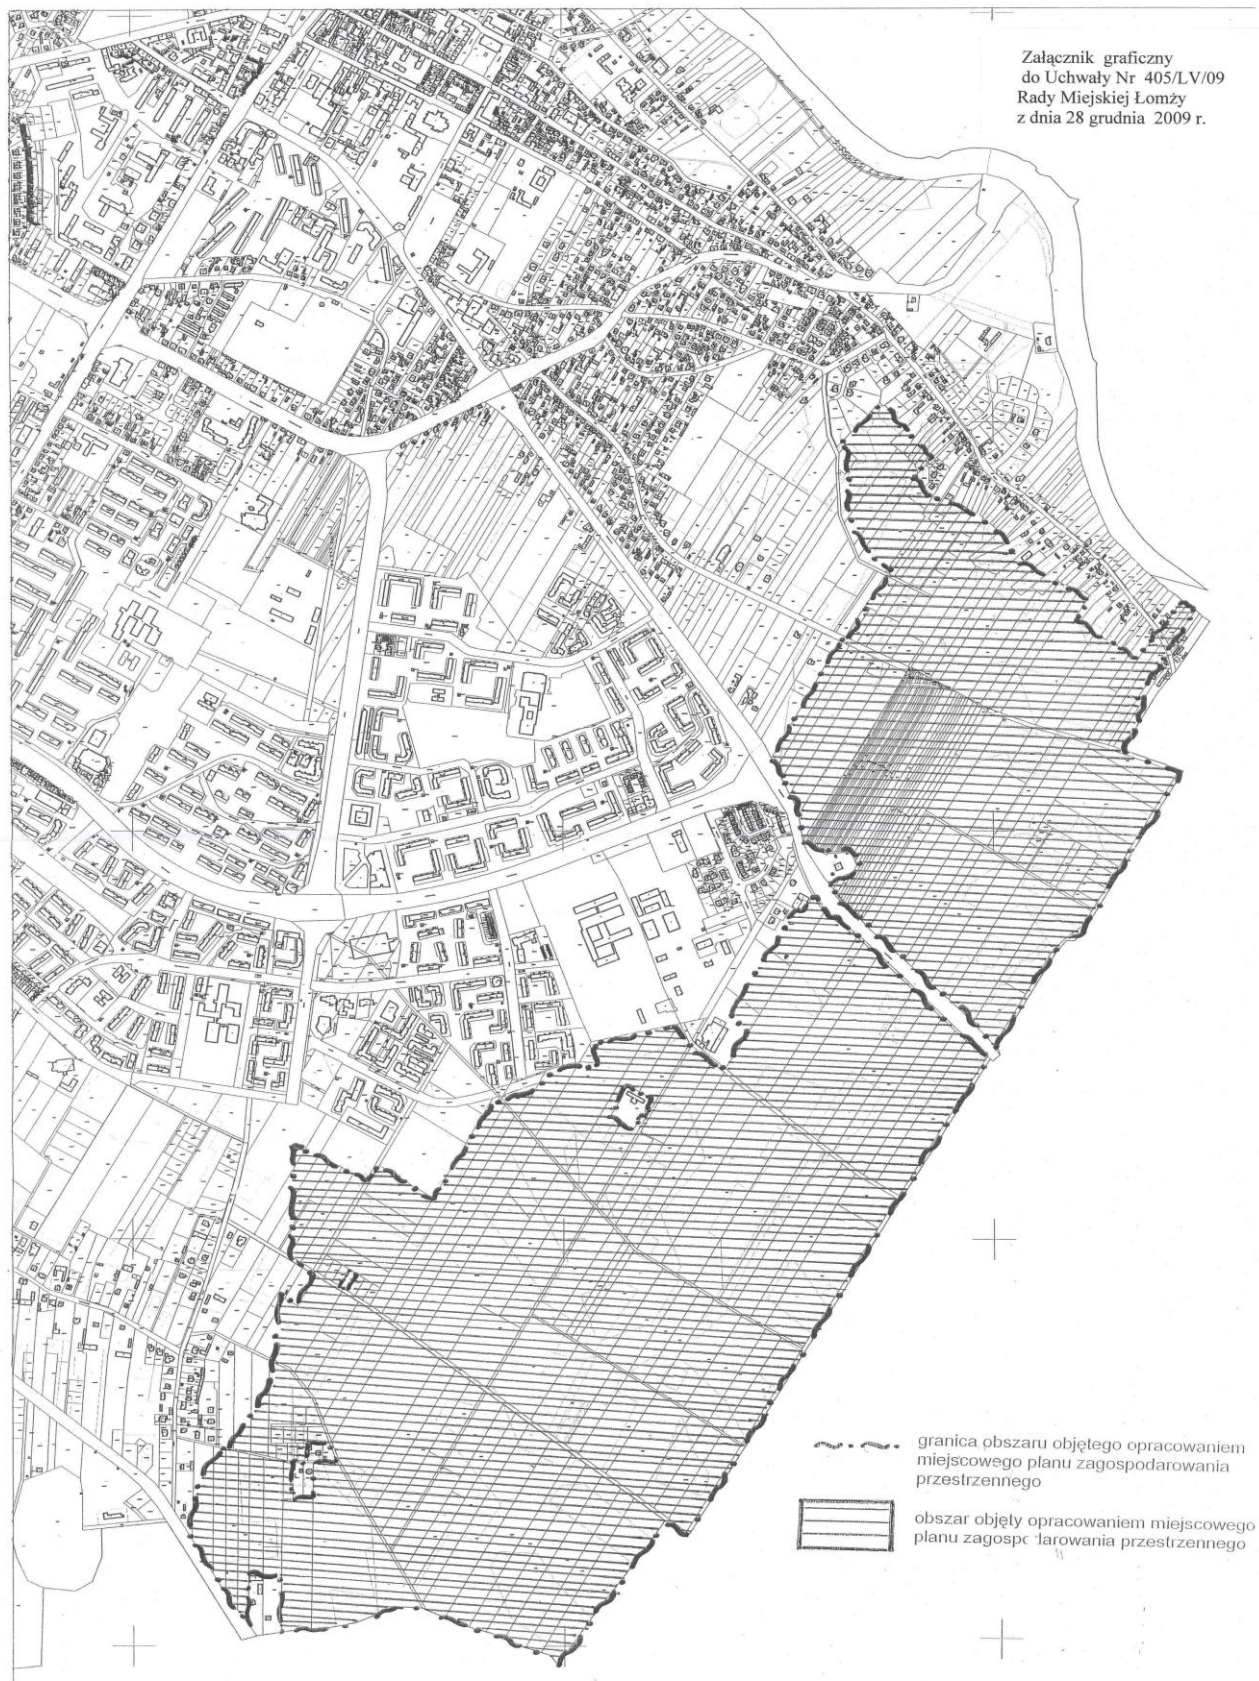 Załącznik graficzny
do Uchwały Nr 405/LV/09
Rady Miejskiej Łomży
z dnia 28 grudnia 2009 r.
granica obszaru objętego opracowaniem
miejscowego planu zagospodarowania
przestrzennego
obszar objęty opracowaniem miejscowego
planu przestrzennego